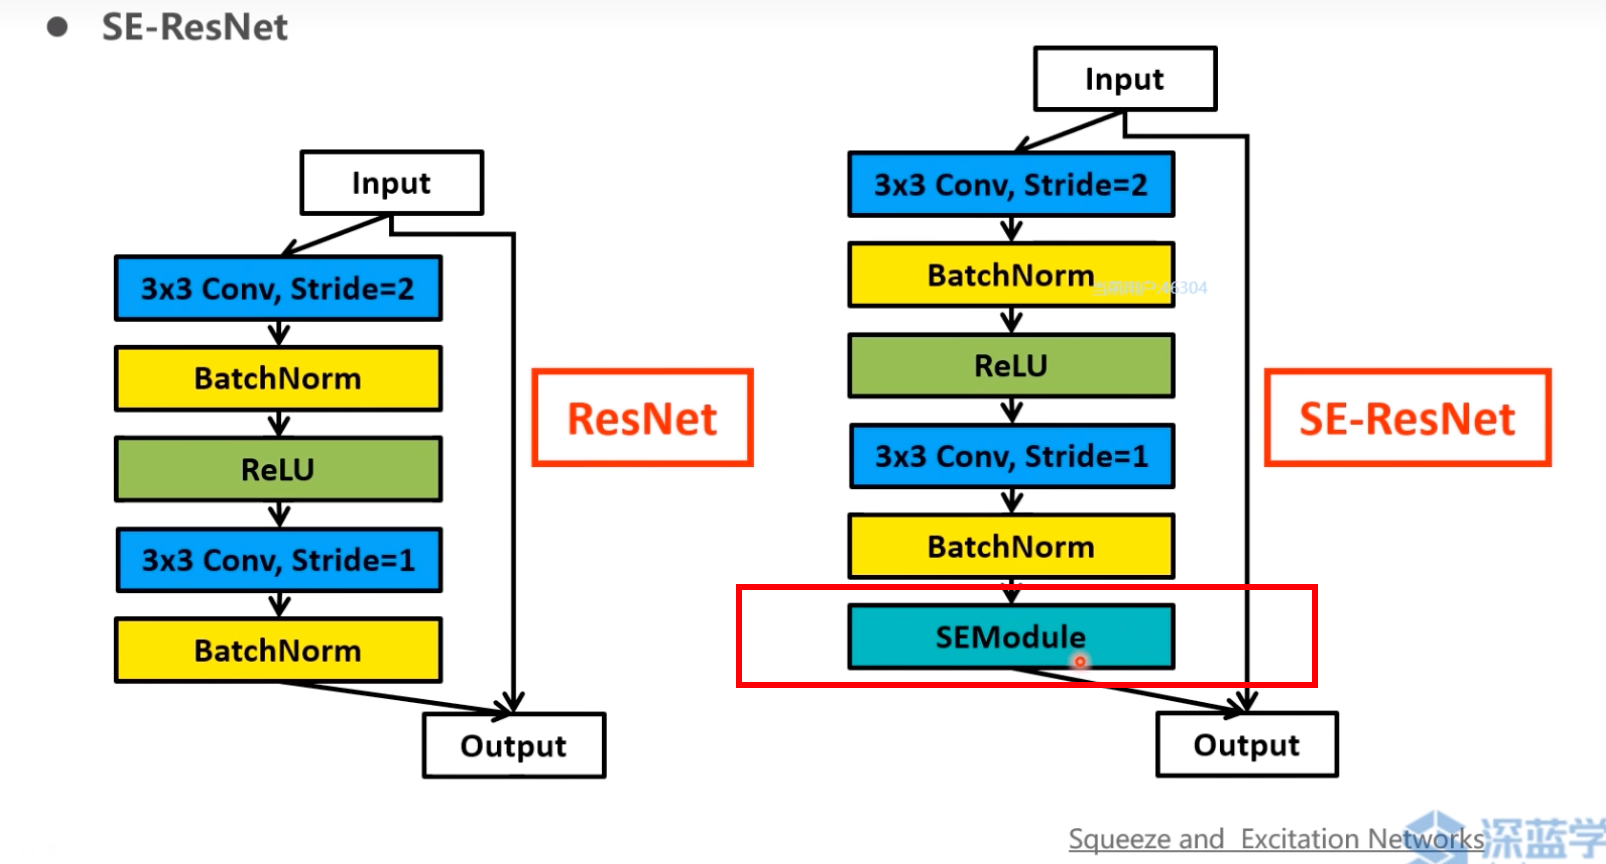 SE-ResNet
Input
3x3 Conv, Stride=2
BatchNorm
ReLU
3x3 Conv, Stride=1
BatchNorm
Output
ResNet
Input
3x3 Conv, Stride=2
BatchNorm
ReLU
3x3 Conv, Stride=1
BatchNorm
SEModule
Output
SE-ResNet
Squeeze and Excitation Networks
深蓝学